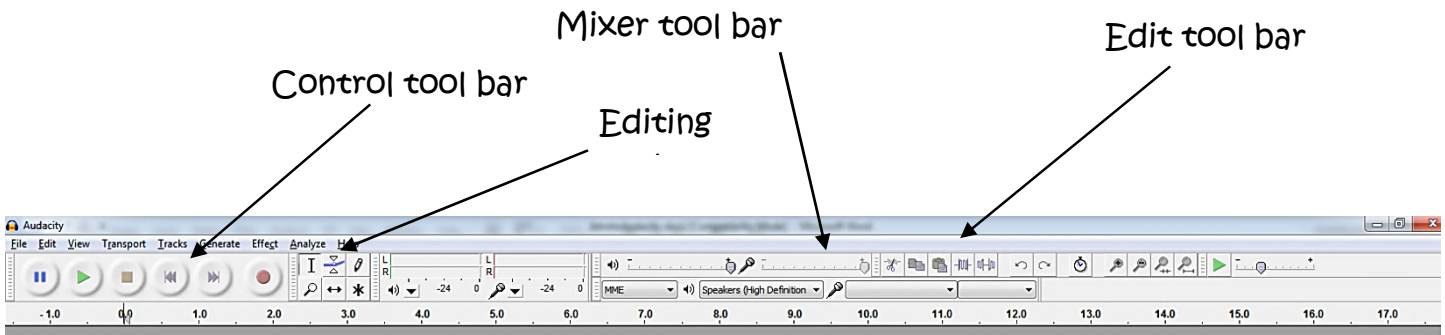 Mixer tool bar
Edit tool bar
Control tool bar
Editing
Audacity
File Edit View Transport Tracks Generate Effect Analyze
L
R
L
R
-24 0
-24 0
MME
Speakers (High Definition
- 1.0 0.0 1.0 2.0 3.0 4.0 5.0 6.0 7.0 8.0 9.0 10.0 11.0 12.0 13.0 14.0 15.0 16.0 17.0